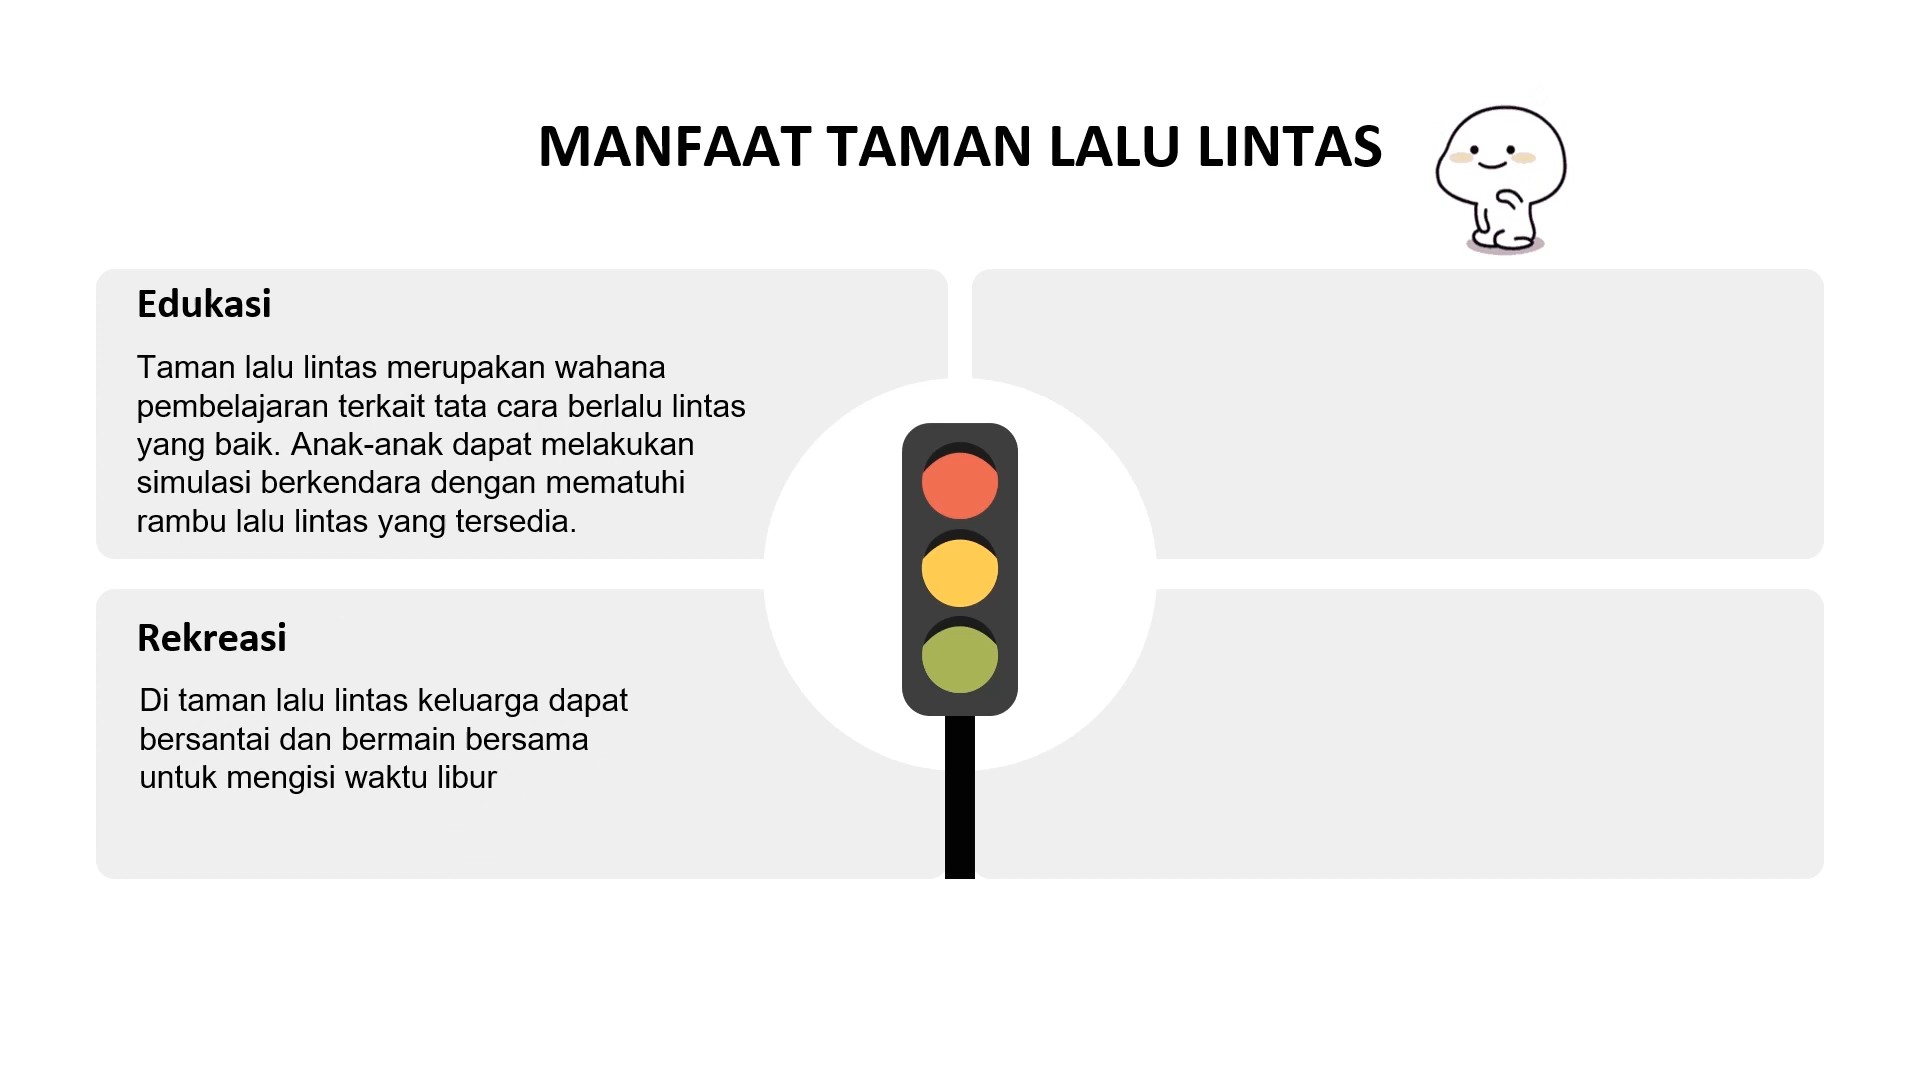 MANFAAT TAMAN LALU LINTAS
Edukasi
Taman lalu lintas merupakan wahana
pembelajaran terkait tata cara berlalu lintas
yang baik. Anak-anak dapat melakukan
simulasi berkendara dengan mematuhi
rambu lalu lintas yang tersedia.
Rekreasi
Di taman lalu lintas keluarga dapat
bersantai dan bermain bersama
untuk mengisi waktu libur